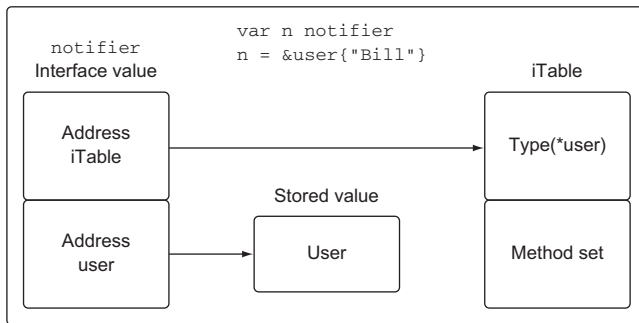 var n notifier
n = &user{"Bill"}
notifier
Interface value
iTable
Address
iTable
Type(*user)
Stored value
Address
user
User
Method set